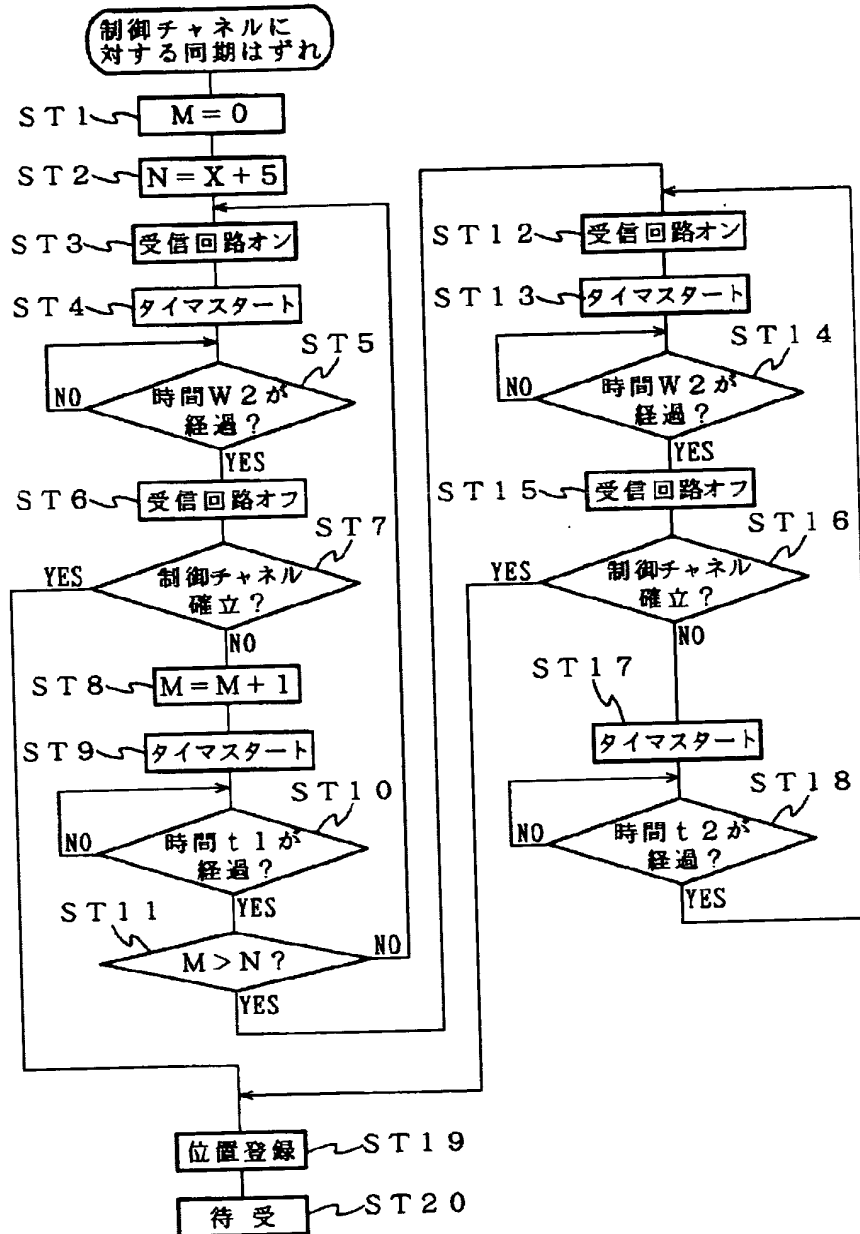 制御チャネルに
対する同期はずれ
ST1
M=0
ST2
N=X+5
ST3
受信回路オン
ST4
タイマスタート
ST5
NO
時間W2が
経過?
YES
ST6
受信回路オフ
ST7
YES
制御チャネル
確立?
NO
ST8
M=M+1
ST9
タイマスタート
ST10
NO
時間t1が
経過?
YES
ST11
M>N?
NO
YES
ST12
受信回路オン
ST13
タイマスタート
ST14
NO
時間W2が
経過?
YES
ST15
受信回路オフ
ST16
YES
制御チャネル
確立?
NO
ST17
タイマスタート
ST18
NO
時間t2が
経過?
YES
位置登録
ST19
待受
ST20